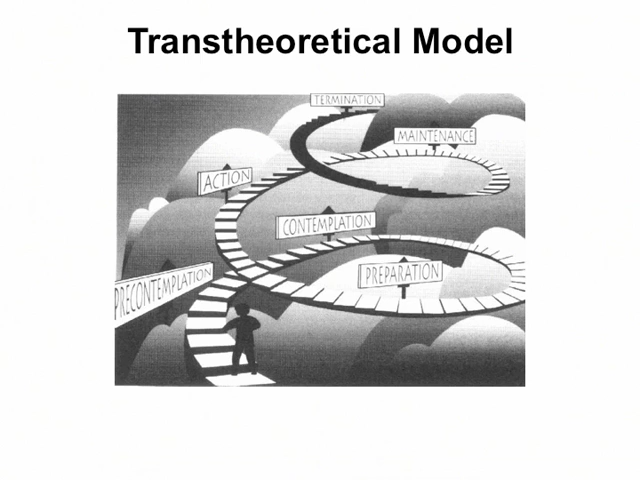 Transtheoretical Model
TERMINATION
MAINTENANCE
ACTION
CONTEMPLATION
PREPARATION
PRECONTEMPLATION